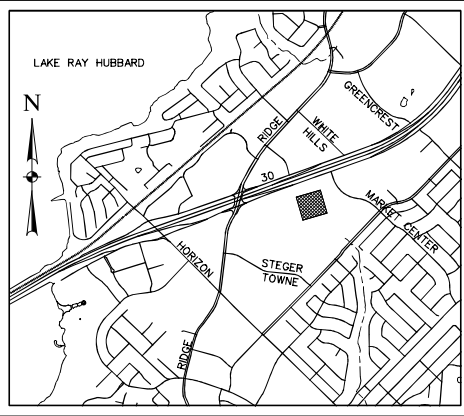 LAKE RAY HUBBARD
N
GREENCREST
RIDGE
WHITE
HILLS
30
MARKET CENTER
HORIZON
STEGER
TOWNE
RIDGE